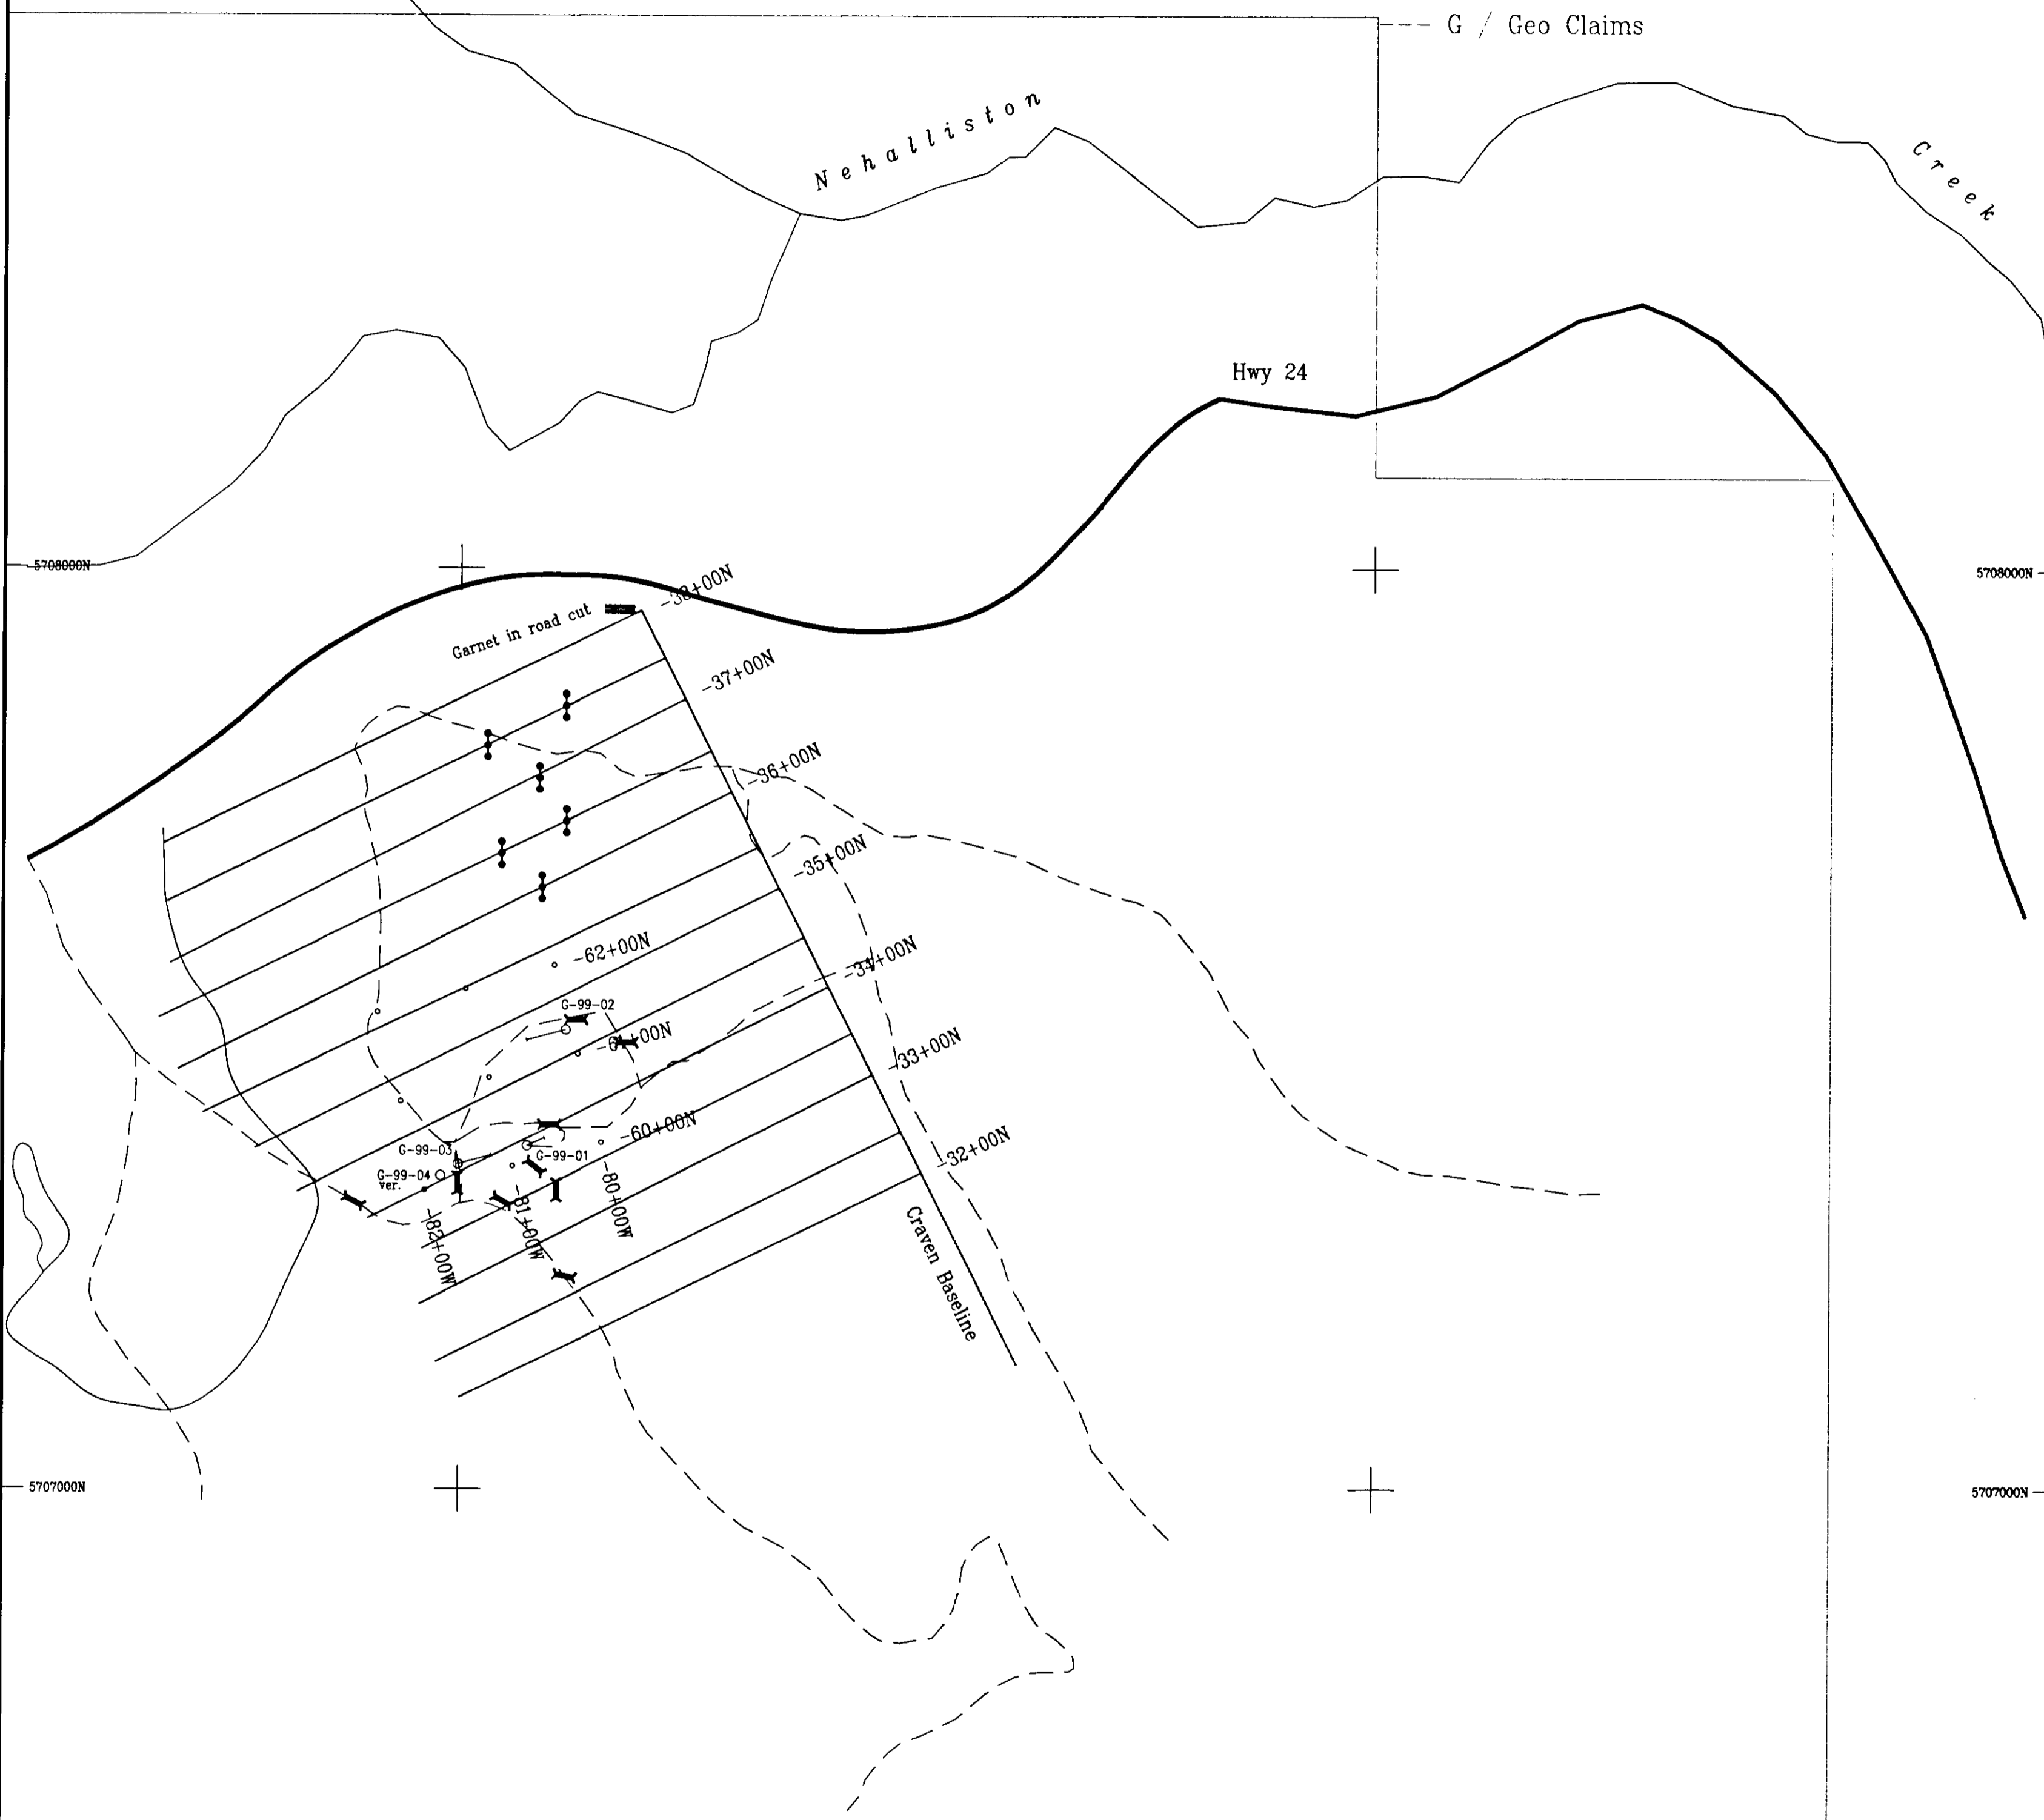 G / Geo Claims
Nehalliston
Creek
Hwy 24
5708000N
5708000N
-38+00N
Garnet in road cut
-37+00N
-36+00N
-35+00N
-62+00N
-34+00N
G-99-02
-61+00N
-33+00N
-60+00N
-32+00N
G-99-03
G-99-01
G-99-04
ver.
-80+00W
-81+00W
-82+00W
Craven Baseline
5707000N
5707000N